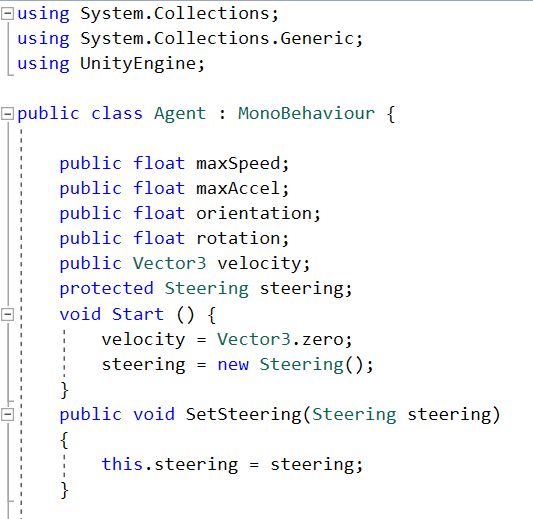 using System.Collections;
using System.Collections.Generic;
using UnityEngine;
public class Agent : MonoBehaviour {
public float maxSpeed;
public float maxAccel;
public float orientation;
public float rotation;
public Vector3 velocity;
protected Steering steering;
void Start () {
velocity = Vector3.zero;
steering = new Steering();
}
public void SetSteering(Steering steering)
{
this.steering = steering;
}